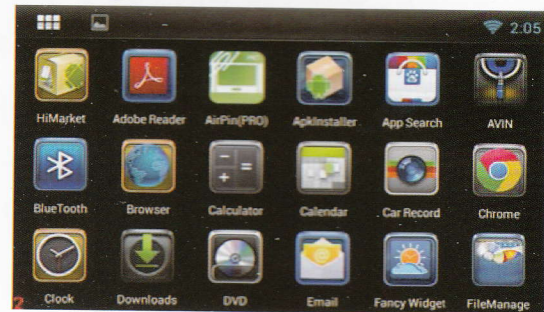 2:05
HiMarket Adobe Reader AirPin(PRO) ApkInstaller App Search AVIN
BlueTooth Browser Calculator Calendar Car Record Chrome
Clock Downloads DVD Email Fancy Widget FileManage
2